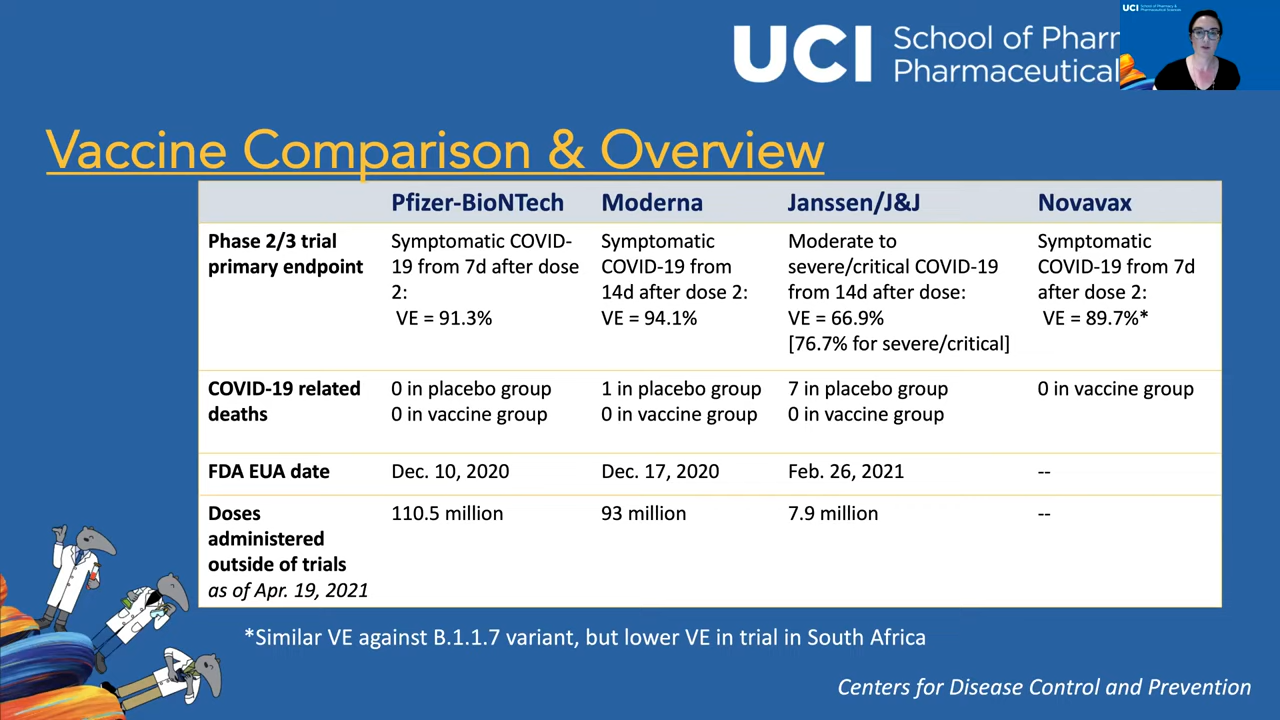 UCI School of Pharm
Pharmaceutical
UCI School of Pharmacy &
Pharmaceutical Sciences
Vaccine Comparison & Overview
Pfizer-BioNTech Moderna Janssen/J&J Novavax
Phase 2/3 trial
primary endpoint
Symptomatic COVID-
19 from 7d after dose
2:
VE = 91.3%
Symptomatic
COVID-19 from
14d after dose 2:
VE = 94.1%
Moderate to
severe/critical COVID-19
from 14d after dose:
VE = 66.9%
[76.7% for severe/critical]
Symptomatic
COVID-19 from 7d
after dose 2:
VE = 89.7%*
COVID-19 related
deaths
0 in placebo group
0 in vaccine group
1 in placebo group
0 in vaccine group
7 in placebo group
0 in vaccine group
0 in vaccine group
FDA EUA date Dec. 10, 2020 Dec. 17, 2020 Feb. 26, 2021 --
Doses
administered
outside of trials
as of Apr. 19, 2021
110.5 million 93 million 7.9 million --
*Similar VE against B.1.1.7 variant, but lower VE in trial in South Africa
Centers for Disease Control and Prevention